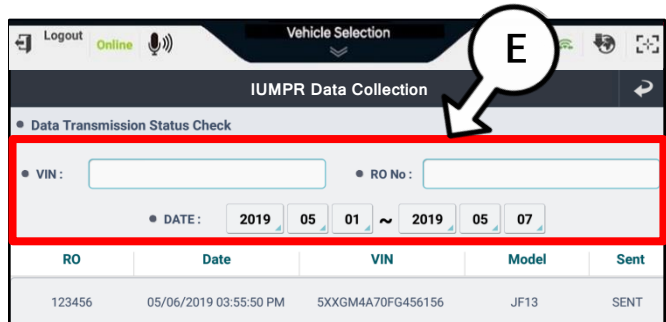 Logout Online Vehicle Selection
E
IUMPR Data Collection
Data Transmission Status Check
VIN : RO No :
DATE : 2019 05 01 ~ 2019 05 07
RO Date VIN Model Sent
123456 05/06/2019 03:55:50 PM 5XXGM4A70FG456156 JF13 SENT